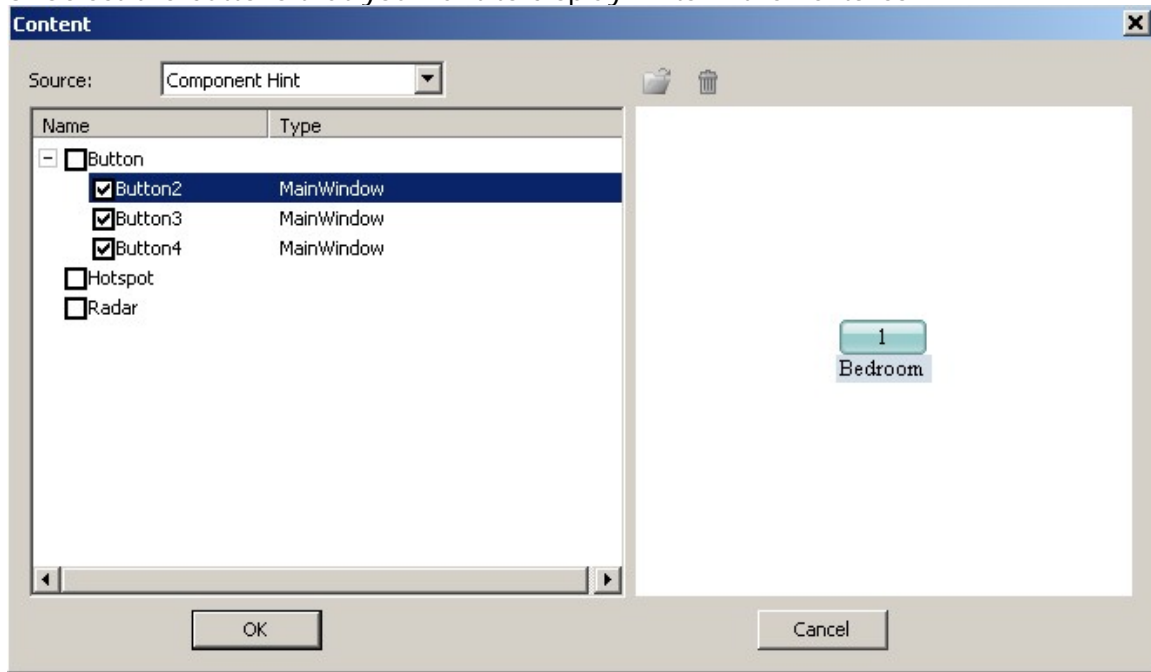 Content
Source: Component Hint
Name Type
Button
Button2 MainWindow
Button3 MainWindow
Button4 MainWindow
Hotspot
Radar
1
Bedroom
OK Cancel